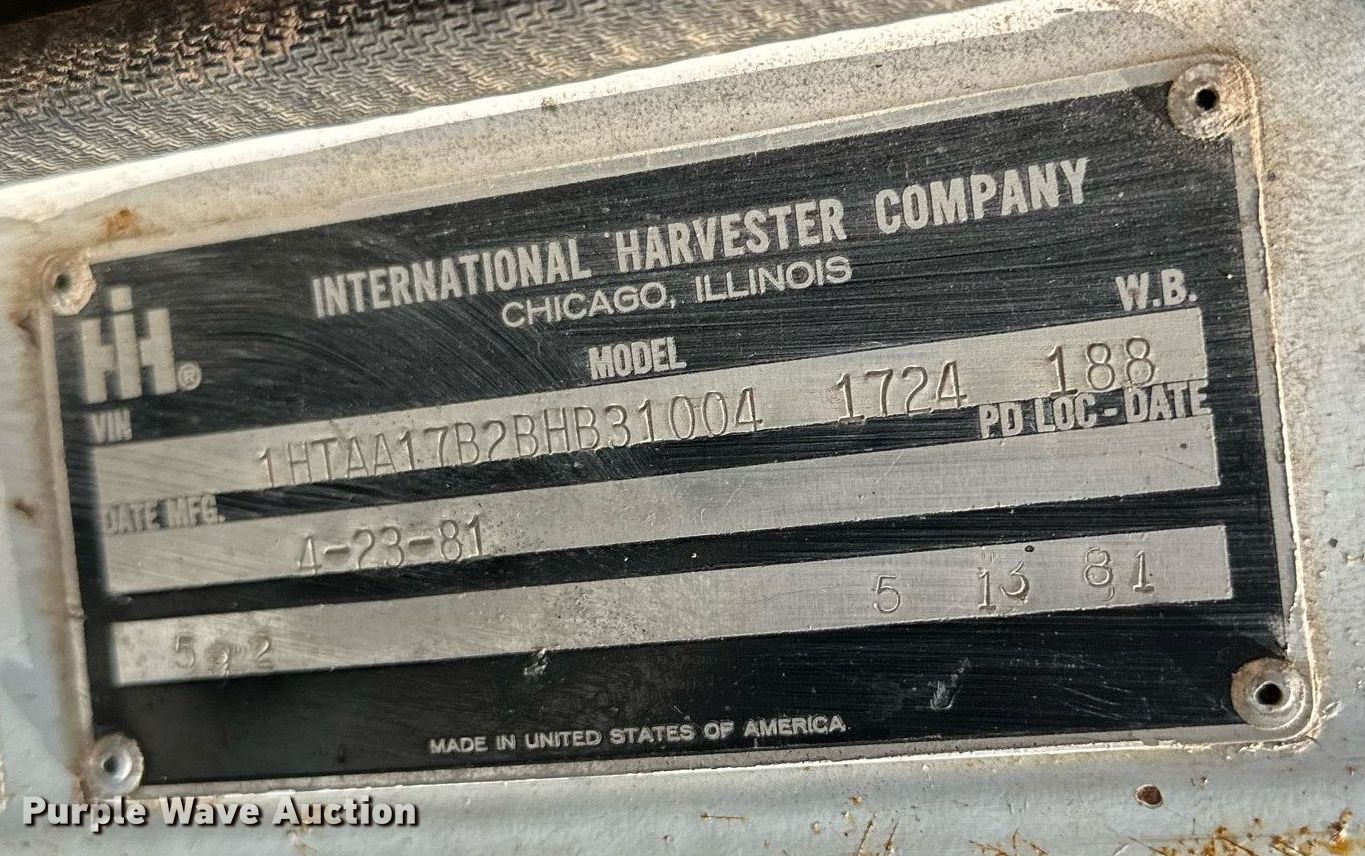 INTERNATIONAL HARVESTER COMPANY
CHICAGO, ILLINOIS
IH®
MODEL
W.B.
VIN
1HTAA17B2BHB31004 1724 188
DATE MFG.
PD LOC-DATE
4-23-81
5 13 81
MADE IN UNITED STATES OF AMERICA
Purple Wave Auction